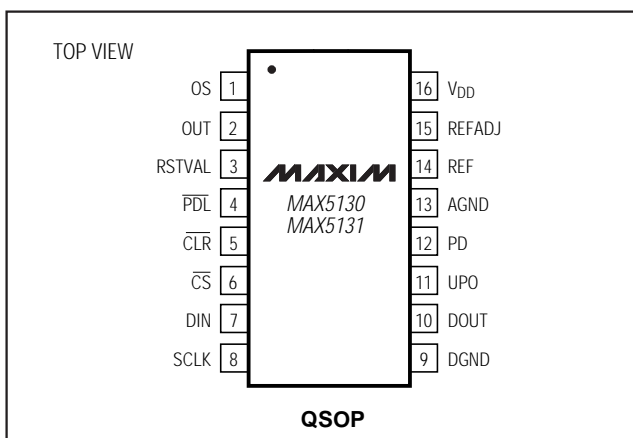 TOP VIEW
OS 1
OUT 2
RSTVAL 3
PDL 4
CLR 5
CS 6
DIN 7
SCLK 8
MAXIM
MAX5130
MAX5131
16 VDD
15 REFADJ
14 REF
13 AGND
12 PD
11 UPO
10 DOUT
9 DGND
QSOP